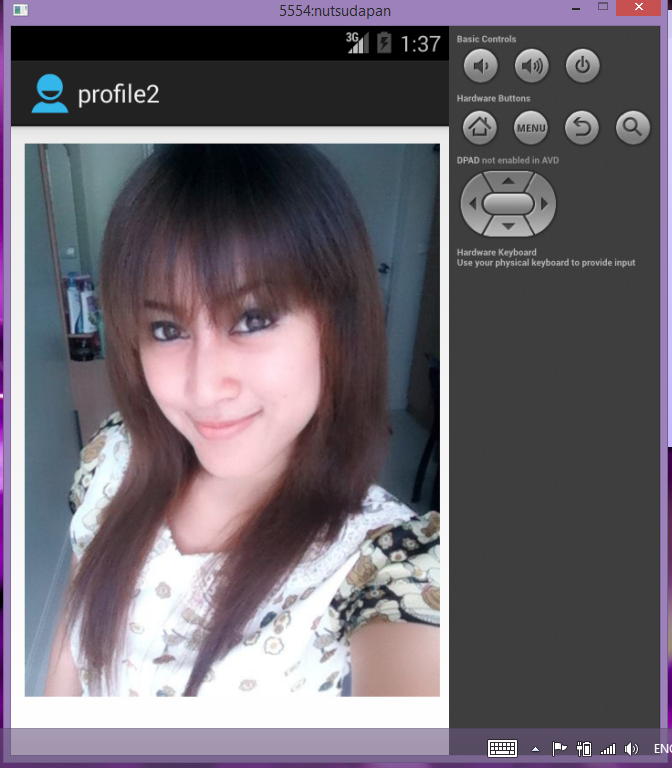 5554:nutsudapan
3G
1:37
profile2
Basic Controls
Hardware Buttons
MENU
DPAD not enabled in AVD
Hardware Keyboard
Use your physical keyboard to provide input
ENG